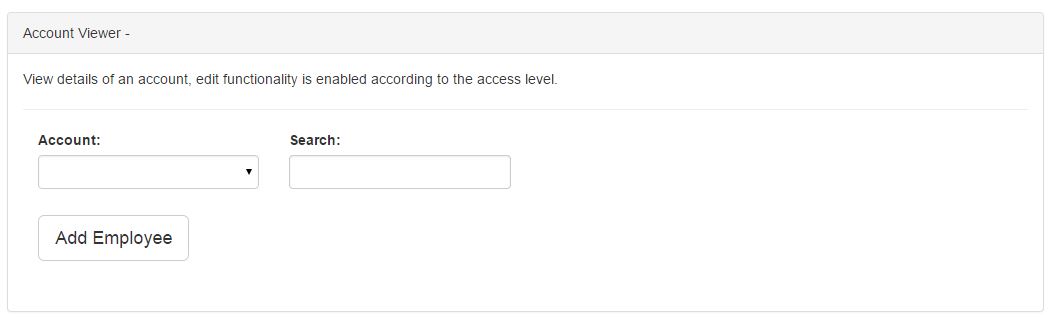 Account Viewer -
View details of an account, edit functionality is enabled according to the access level.
Account: Search:
Add Employee